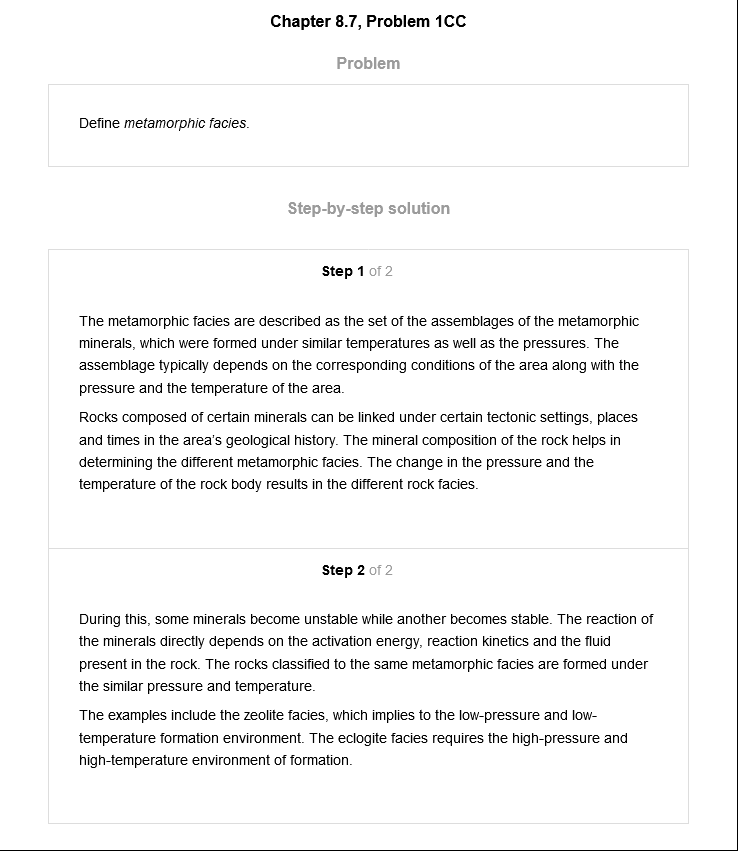 Chapter 8.7, Problem 1CC
Problem
Define metamorphic facies.
Step-by-step solution
Step 1 of 2
The metamorphic facies are described as the set of the assemblages of the metamorphic
minerals, which were formed under similar temperatures as well as the pressures. The
assemblage typically depends on the corresponding conditions of the area along with the
pressure and the temperature of the area.
Rocks composed of certain minerals can be linked under certain tectonic settings, places
and times in the area's geological history. The mineral composition of the rock helps in
determining the different metamorphic facies. The change in the pressure and the
temperature of the rock body results in the different rock facies.
Step 2 of 2
During this, some minerals become unstable while another becomes stable. The reaction of
the minerals directly depends on the activation energy, reaction kinetics and the fluid
present in the rock. The rocks classified to the same metamorphic facies are formed under
the similar pressure and temperature.
The examples include the zeolite facies, which implies to the low-pressure and low-
temperature formation environment. The eclogite facies requires the high-pressure and
high-temperature environment of formation.